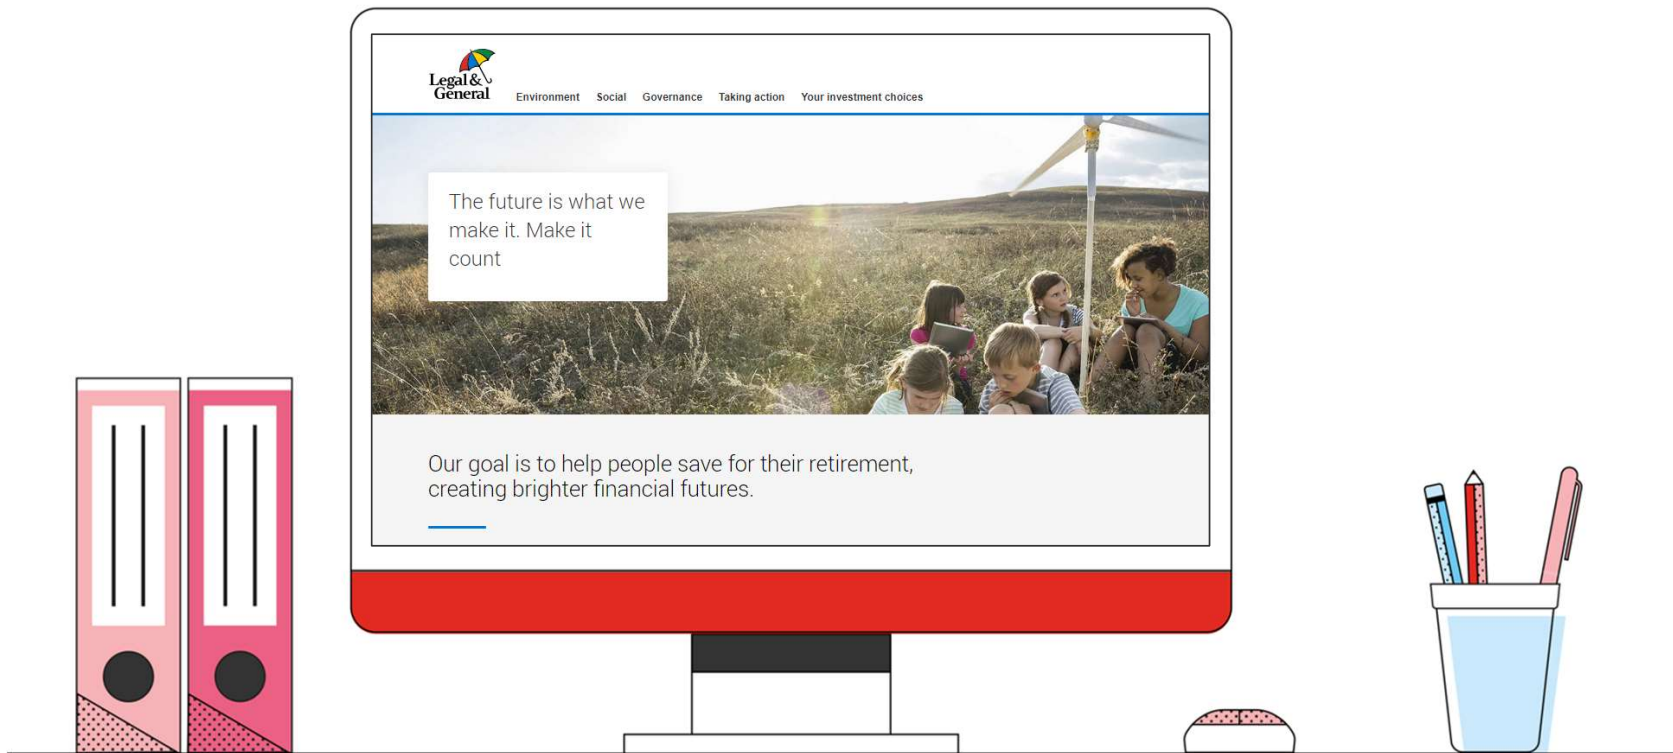 Legal &
General
Environment Social Governance Taking action Your investment choices
The future is what we
make it. Make it
count
Our goal is to help people save for their retirement,
creating brighter financial futures.